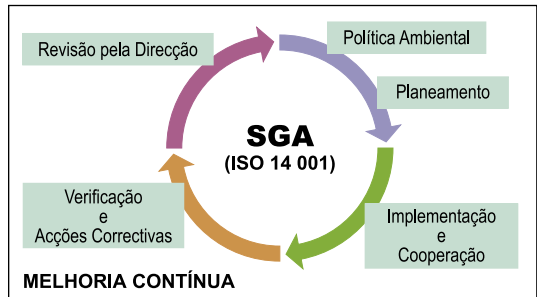 Revisão pela Direcção
Política Ambiental
Planeamento
SGA
(ISO 14 001)
Verificação
e
Acções Correctivas
Implementação
e
Cooperação
MELHORIA CONTÍNUA